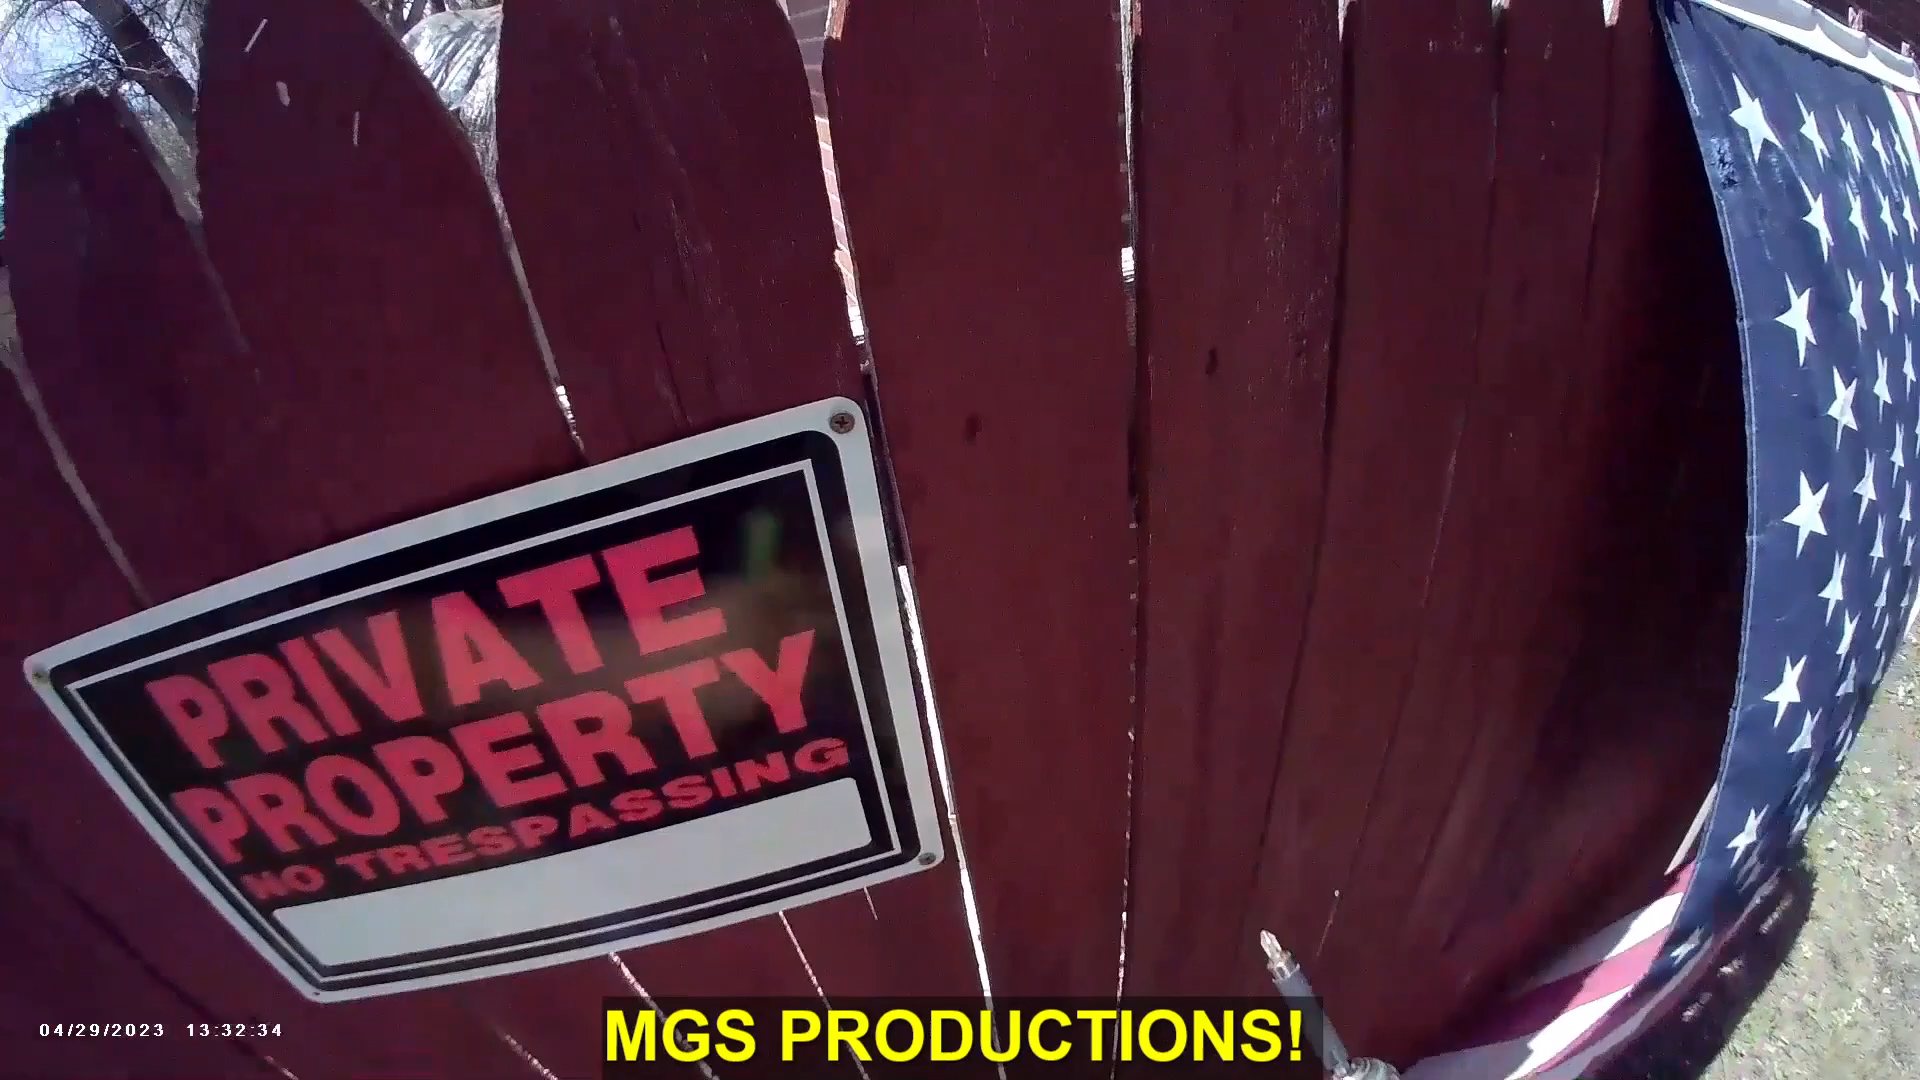 PRIVATE
PROPERTY
NO TRESPASSING
04/29/2023 13:32:34
MGS PRODUCTIONS!